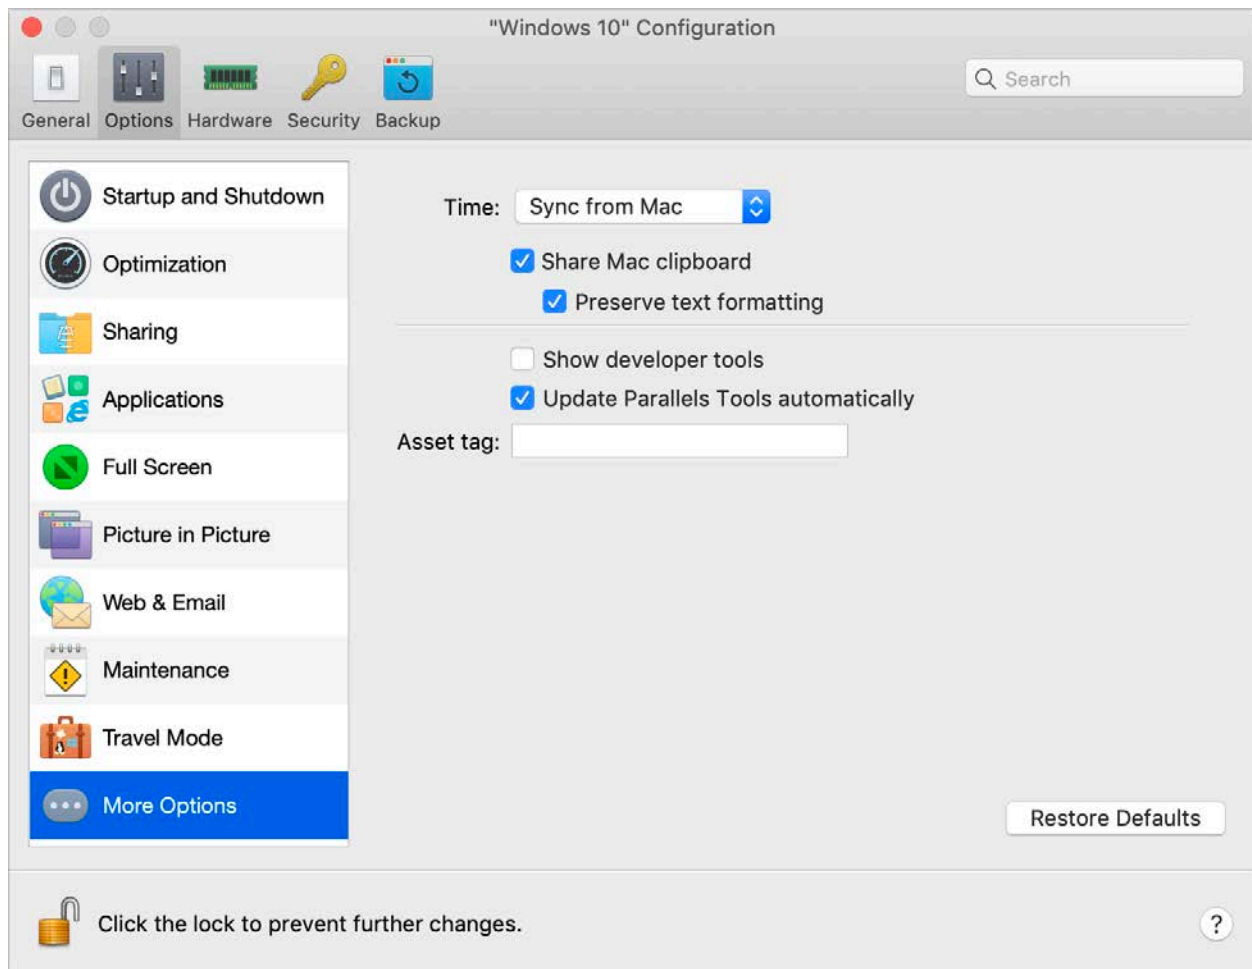 "Windows 10" Configuration
General Options Hardware Security Backup
Search
Startup and Shutdown
Optimization
Sharing
Applications
Full Screen
Picture in Picture
Web & Email
Maintenance
Travel Mode
More Options
Time: Sync from Mac
Share Mac clipboard
Preserve text formatting
Show developer tools
Update Parallels Tools automatically
Asset tag:
Restore Defaults
Click the lock to prevent further changes.
?